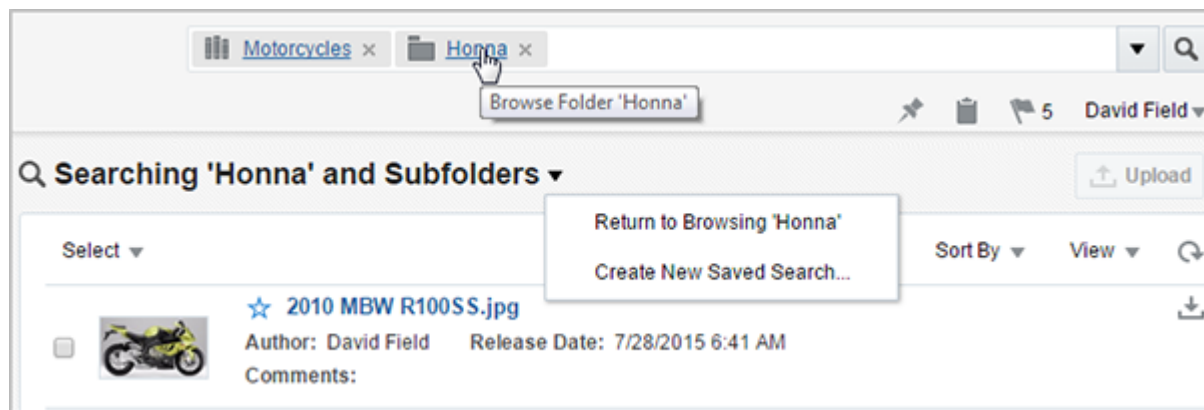 Motorcycles × Honna ×
Browse Folder 'Honna'
5 David Field
Searching 'Honna' and Subfolders
Upload
Return to Browsing 'Honna'
Select Sort By View
Create New Saved Search...
2010 MBW R100SS.jpg
Author: David Field Release Date: 7/28/2015 6:41 AM
Comments: